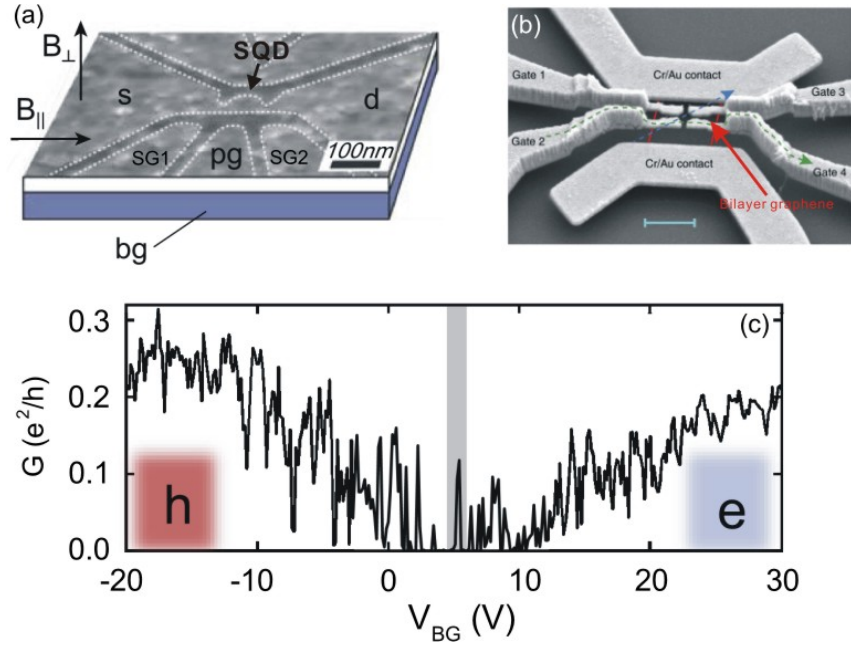 (a)
B⊥
SQD
s
d
B||
SG1
pg
SG2
100nm
bg
(b)
Gate 1
Cr/Au contact
Gate 3
Gate 2
Cr/Au contact
Gate 4
Bilayer graphene
(c)
G (e²/h)
0.3
0.2
0.1
0.0
h
e
-20
-10
0
10
20
30
V_BG (V)